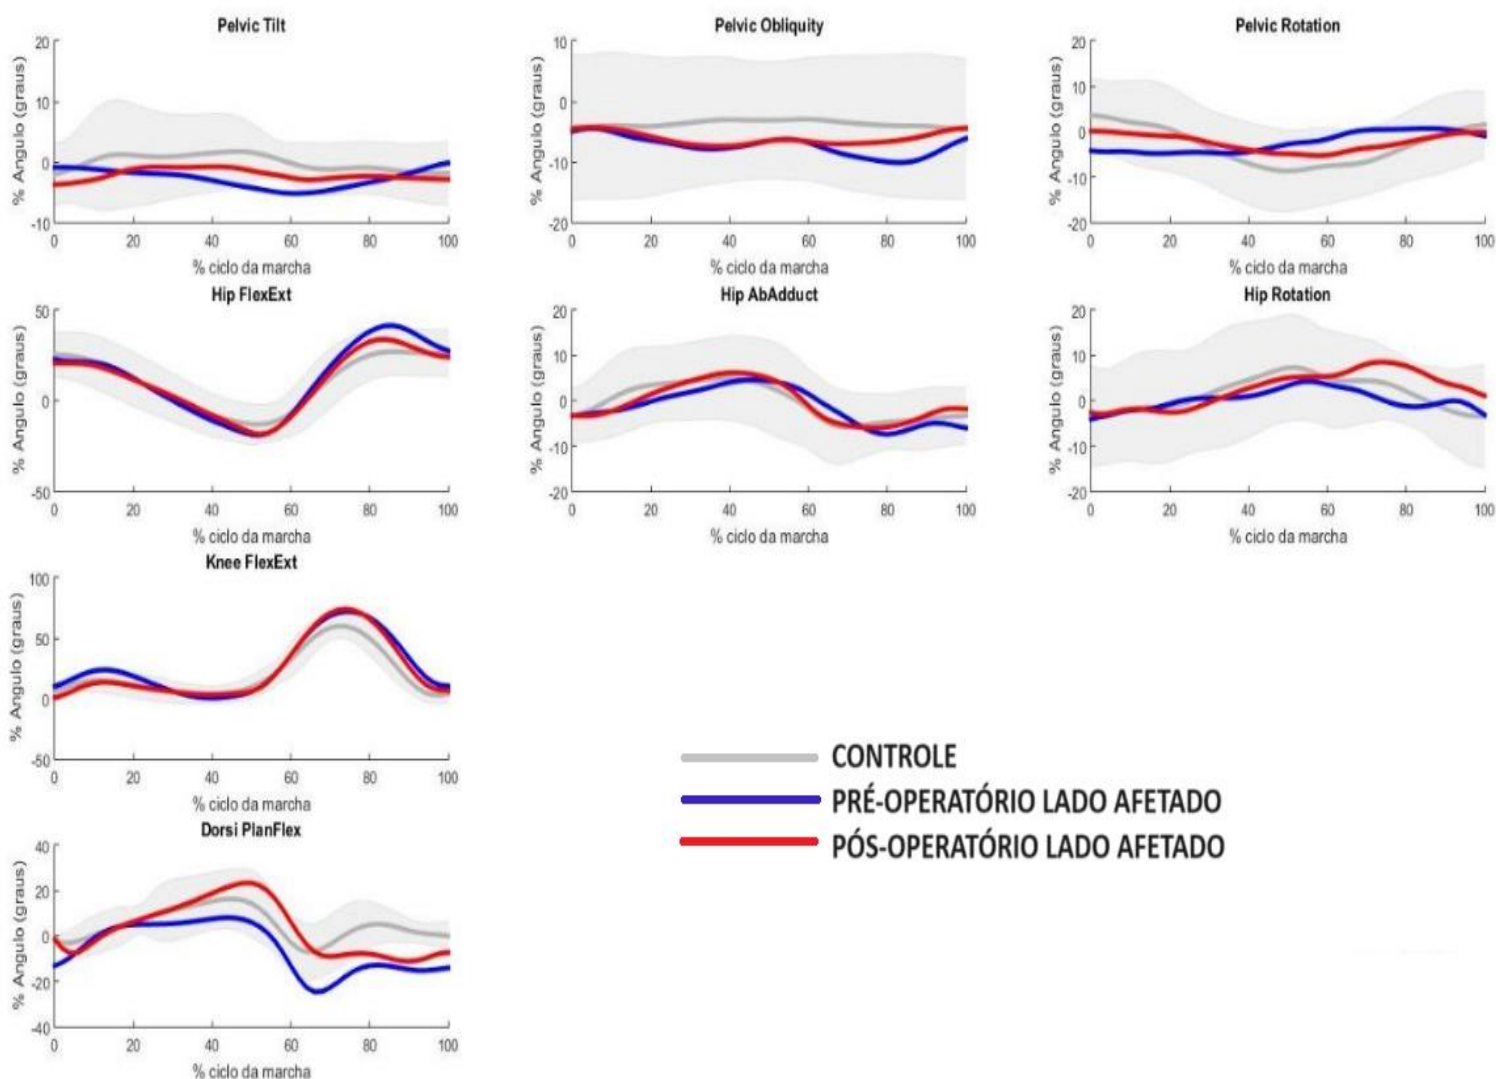 Pelvic Tilt
% Angulo (graus)
20
10
0
-10
0 20 40 60 80 100
% ciclo da marcha
Pelvic Obliquity
% Angulo (graus)
10
0
-10
-20
0 20 40 60 80 100
% ciclo da marcha
Pelvic Rotation
% Angulo (graus)
20
10
0
-10
-20
0 20 40 60 80 100
% ciclo da marcha
Hip FlexExt
% Angulo (graus)
50
0
-50
0 20 40 60 80 100
% ciclo da marcha
Hip AbAdduct
% Angulo (graus)
20
10
0
-10
-20
0 20 40 60 80 100
% ciclo da marcha
Hip Rotation
% Angulo (graus)
20
10
0
-10
-20
0 20 40 60 80 100
% ciclo da marcha
Knee FlexExt
% Angulo (graus)
100
50
0
-50
0 20 40 60 80 100
% ciclo da marcha
Dorsi PlanFlex
% Angulo (graus)
40
20
0
-20
-40
0 20 40 60 80 100
% ciclo da marcha
CONTROLE
PRÉ-OPERATÓRIO LADO AFETADO
PÓS-OPERATÓRIO LADO AFETADO